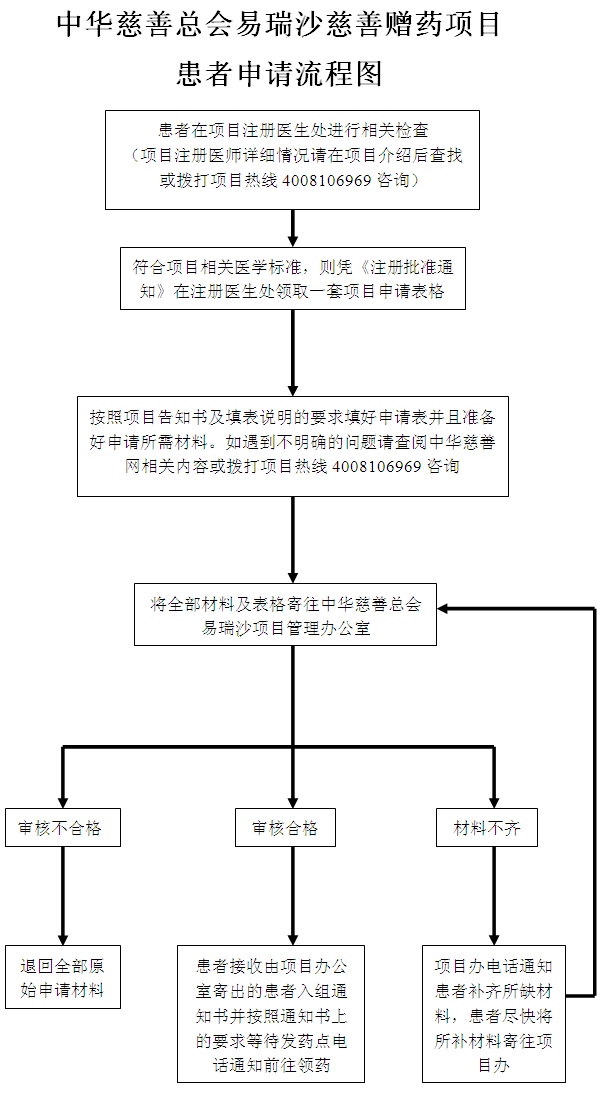 中华慈善总会易瑞沙慈善赠药项目
患者申请流程图
患者在项目注册医生处进行相关检查
（项目注册医师详细情况请在项目介绍后查找
或拨打项目热线 4008106969 咨询）
符合项目相关医学标准，则凭《注册批准通
知》在注册医生处领取一套项目申请表格
按照项目告知书及填表说明的要求填好申请表并且准备
好申请所需材料。如遇到不明确的问题请查阅中华慈善
网相关内容或拨打项目热线 4008106969 咨询
将全部材料及表格寄往中华慈善总会
易瑞沙项目管理办公室
审核不合格
审核合格
材料不齐
退回全部原
始申请材料
患者接收由项目办公
室寄出的患者入组通
知书并按照通知书上
的要求等待发药点电
话通知前往领药
项目办电话通知
患者补齐所缺材
料，患者尽快将
所补材料寄往项
目办